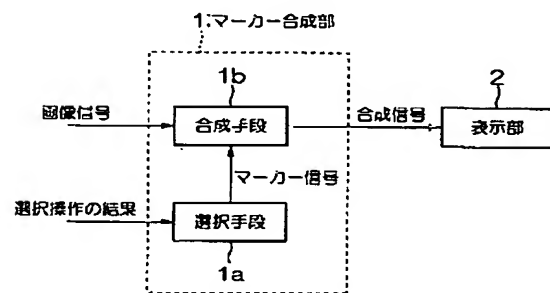 1:マーカー合成部
1b
2
画像信号
合成手段
合成信号
表示部
マーカー信号
選択操作の結果
選択手段
1a